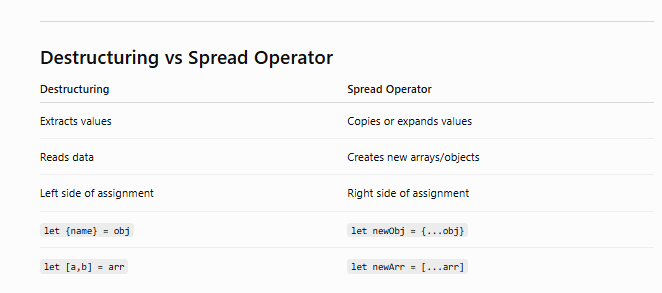 Destructuring vs Spread Operator
Destructuring Spread Operator
Extracts values Copies or expands values
Reads data Creates new arrays/objects
Left side of assignment Right side of assignment
let {name} = obj let newObj = {...obj}
let [a,b] = arr let newArr = [...arr]